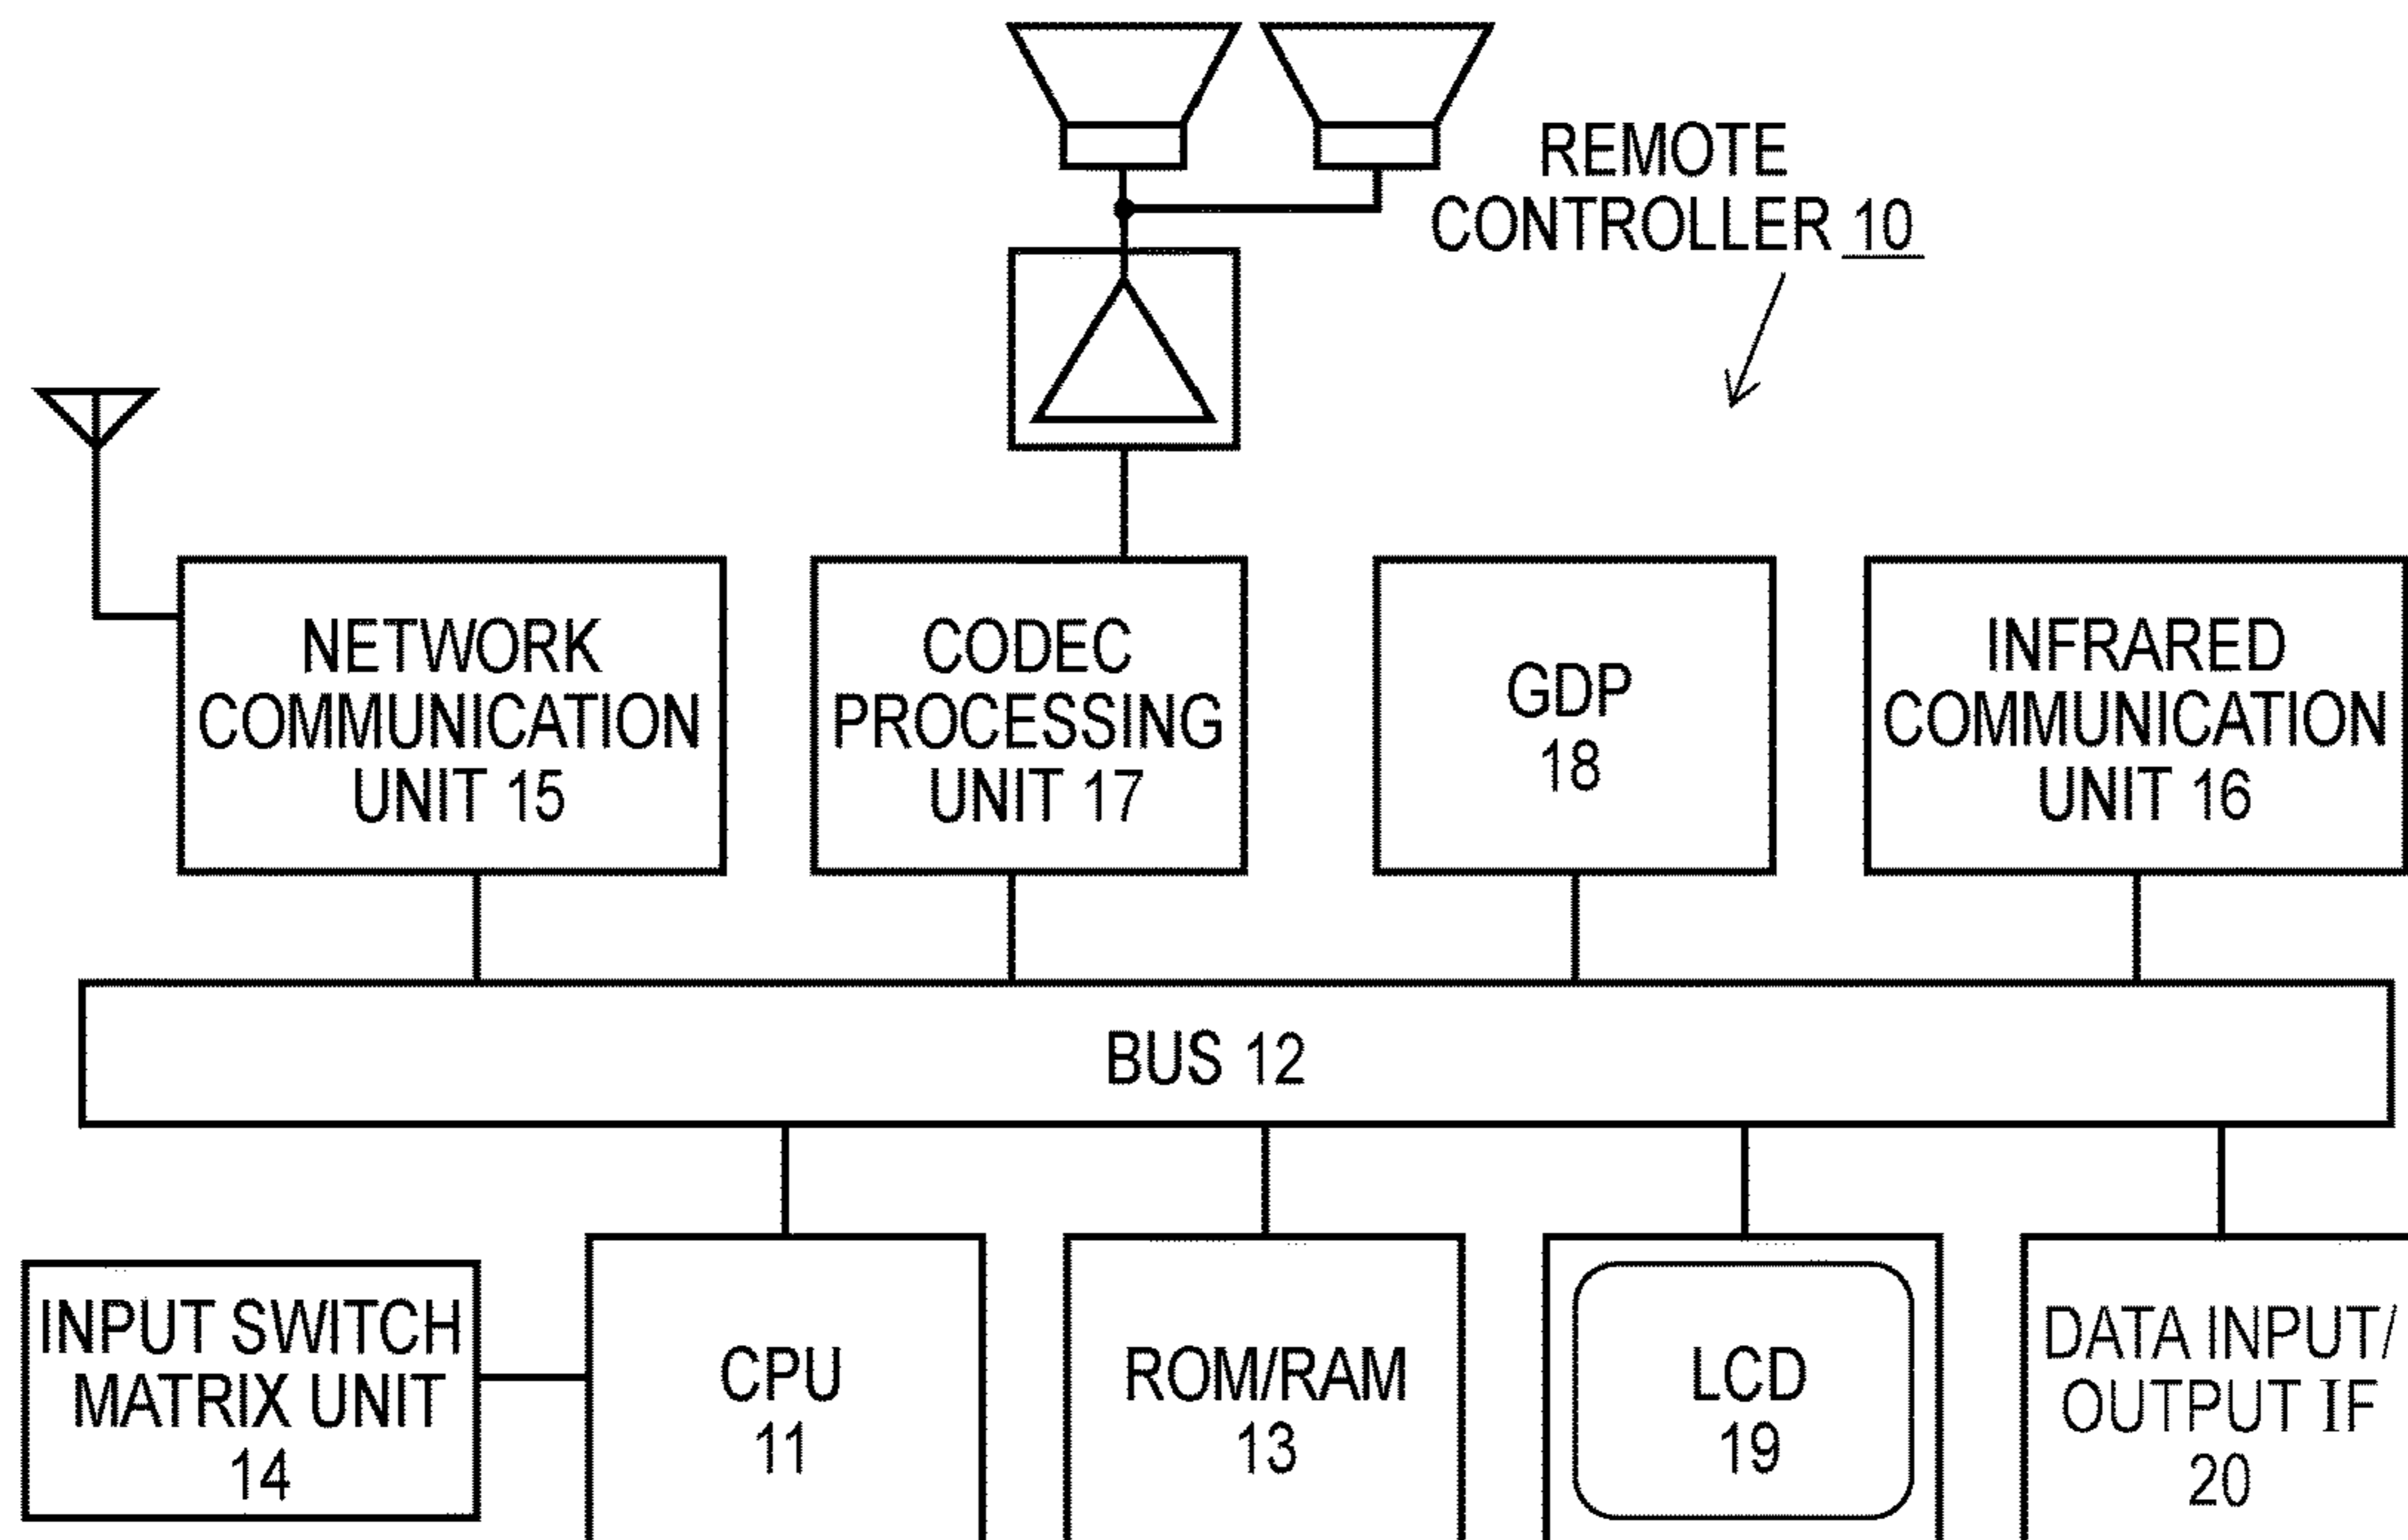 REMOTE
CONTROLLER 10
NETWORK
COMMUNICATION
UNIT 15
CODEC
PROCESSING
UNIT 17
GDP
18
INFRARED
COMMUNICATION
UNIT 16
BUS 12
INPUT SWITCH
MATRIX UNIT
14
CPU
11
ROM/RAM
13
LCD
19
DATA INPUT/
OUTPUT IF
20